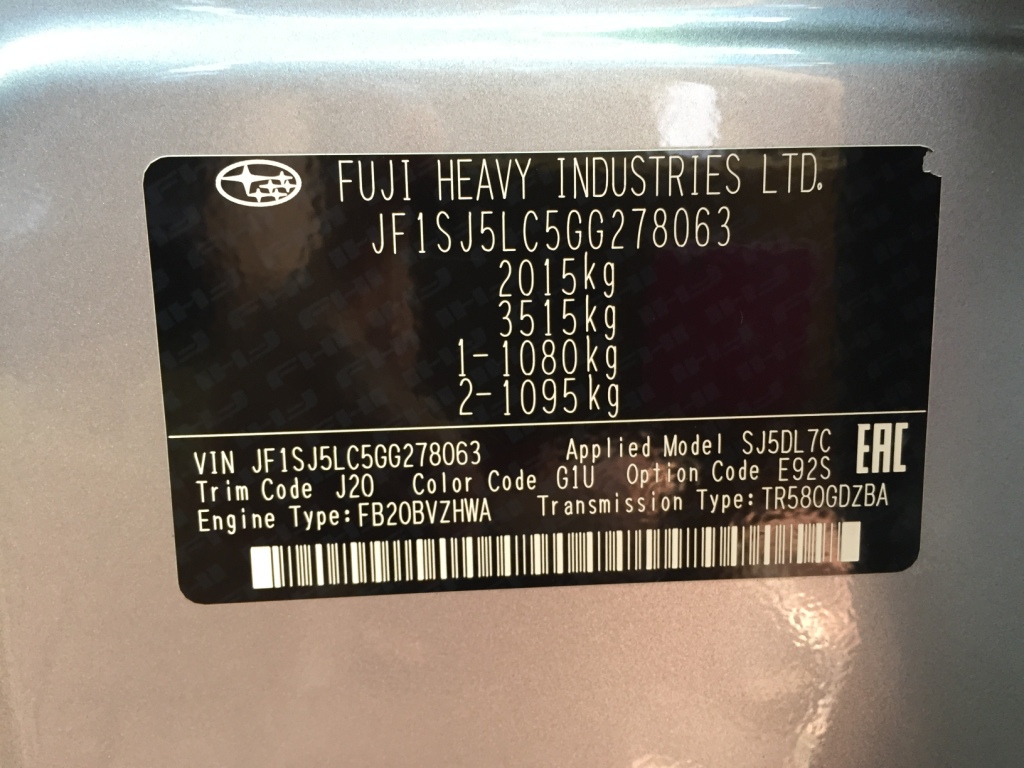 FUJI HEAVY INDUSTRIES LTD.
JF1SJ5LC5GG278063
2015kg
3515kg
1-1080kg
2-1095kg
VIN JF1SJ5LC5GG278063 Applied Model SJ5DL7C EAC
Trim Code J20 Color Code G1U Option Code E92S
Engine Type:FB20BVZHWA Transmission Type:TR580GDZBA